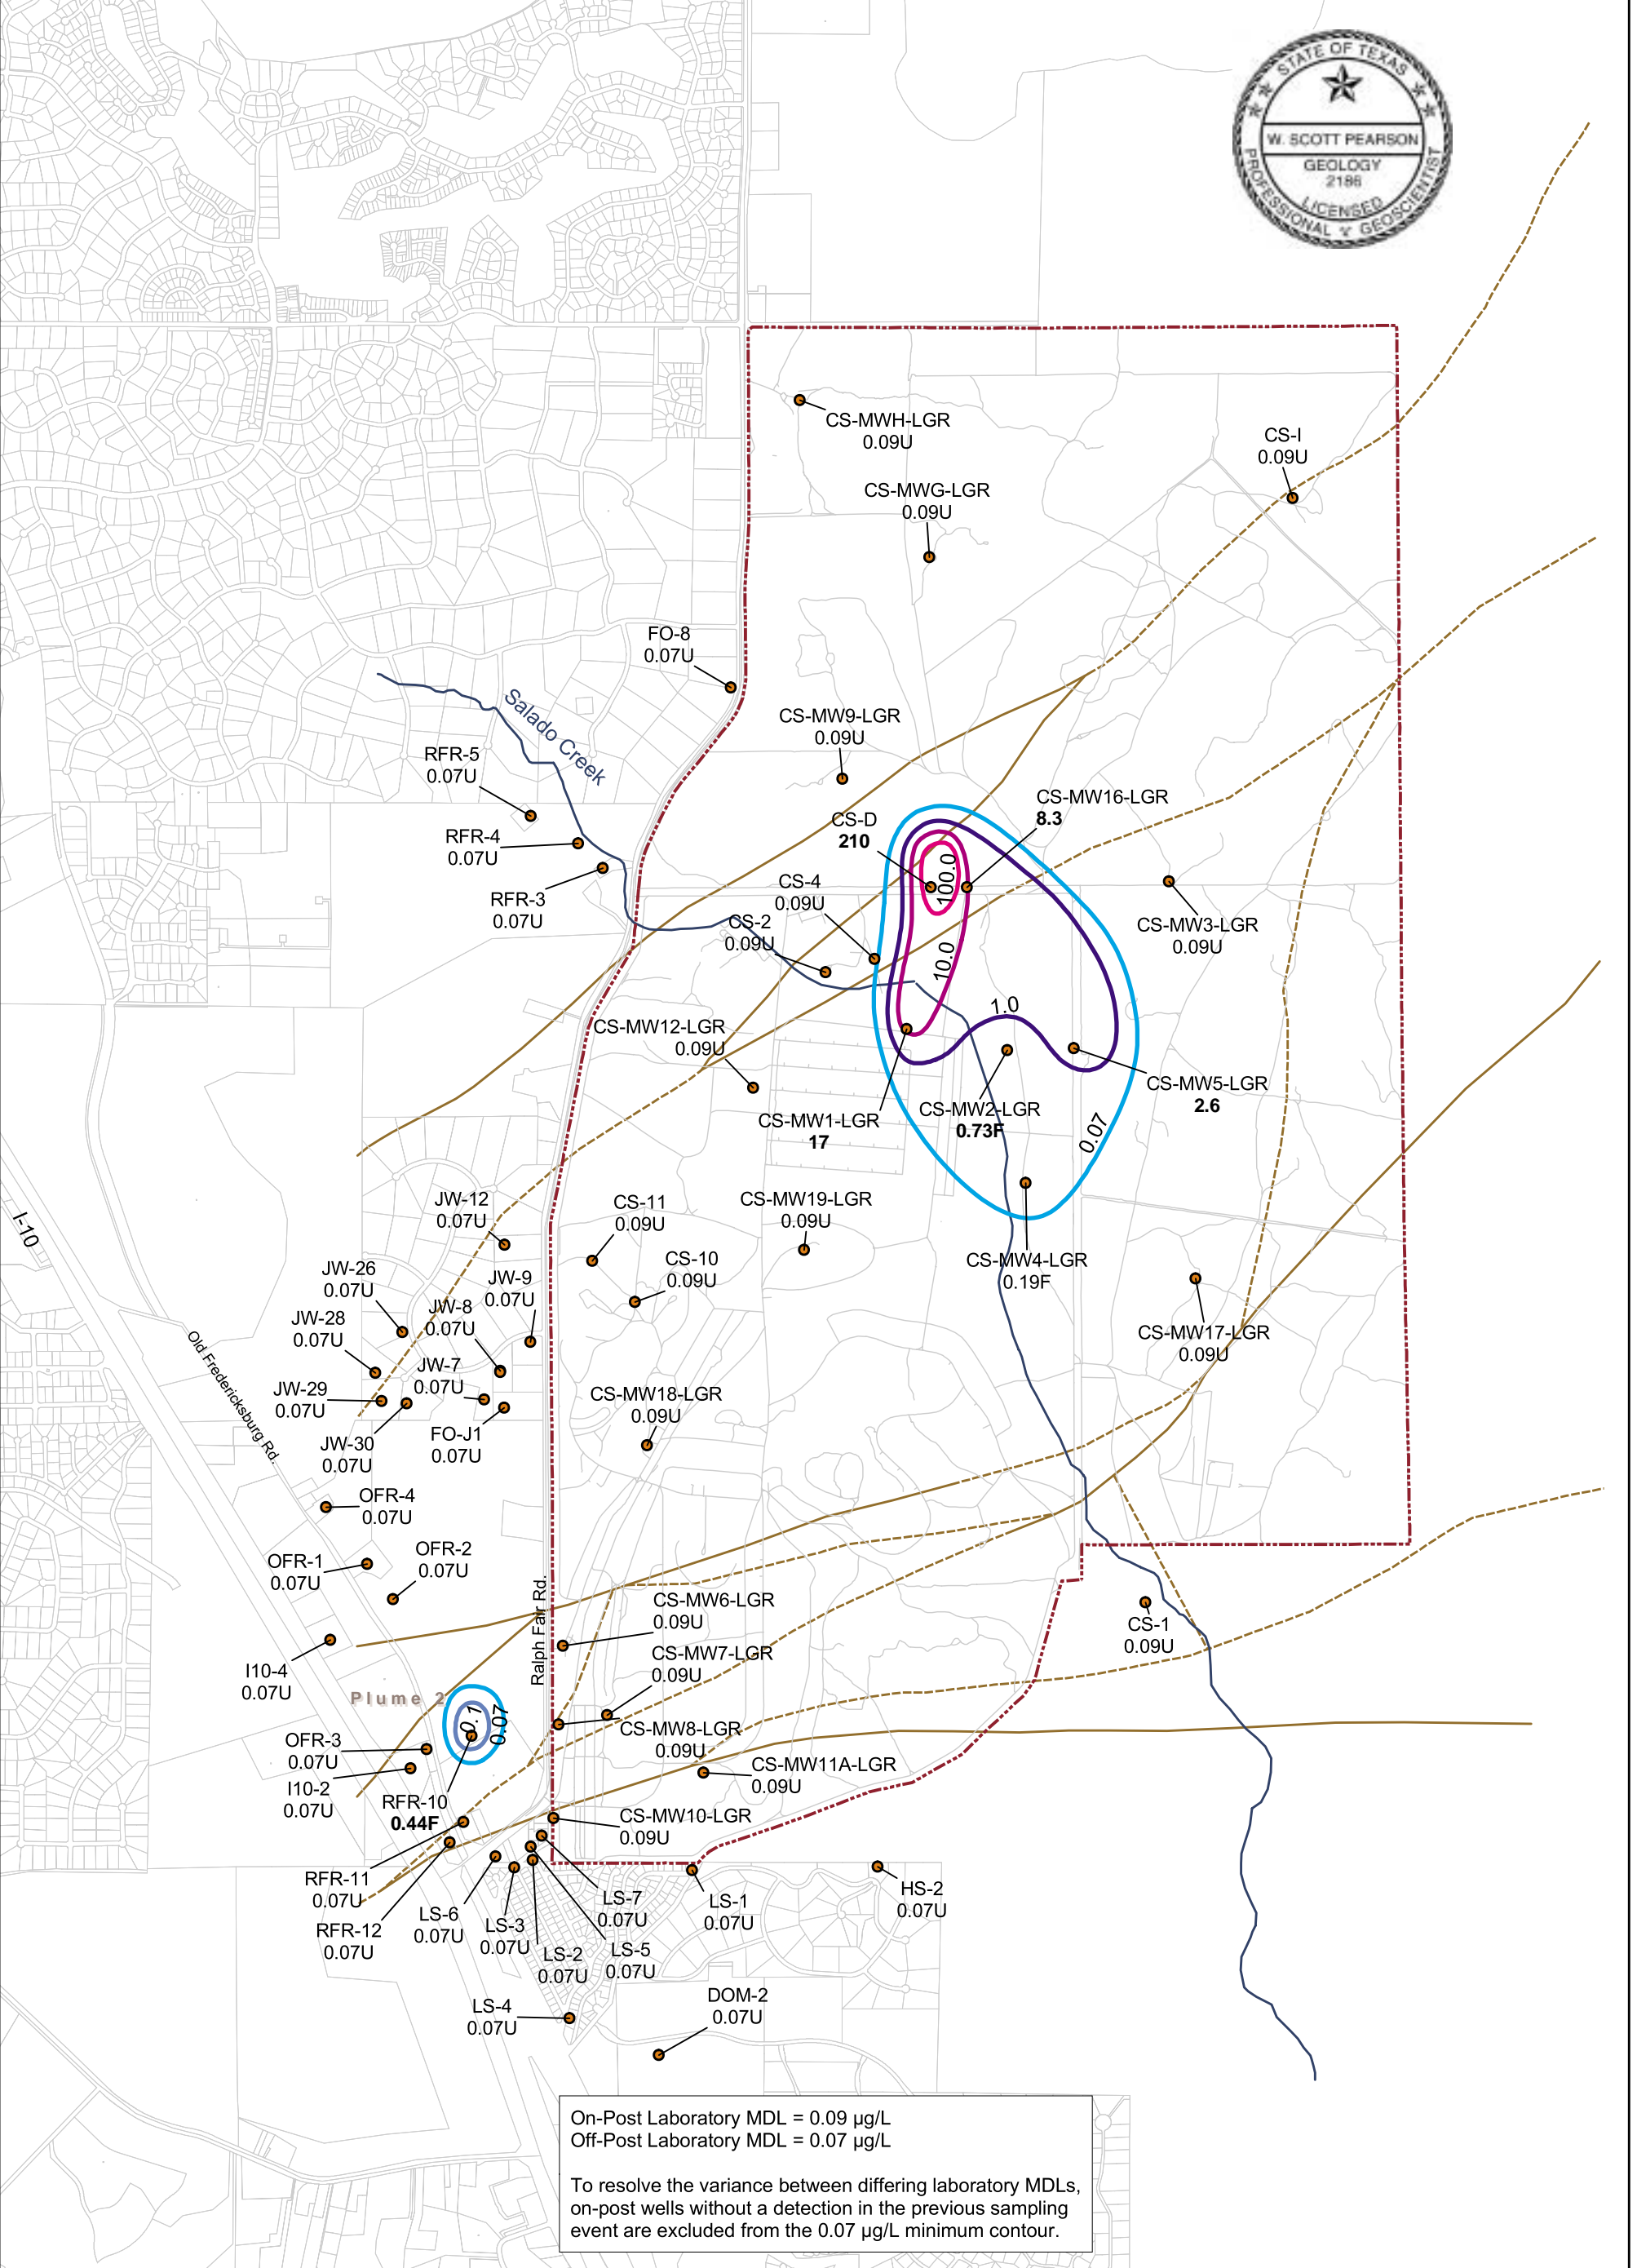 STATE OF TEXAS
W. SCOTT PEARSON
GEOLOGY
2186
LICENSED
PROFESSIONAL GEOSCIENTIST
CS-MWH-LGR
0.09U
CS-I
0.09U
CS-MWG-LGR
0.09U
FO-8
0.07U
Salado Creek
CS-MW9-LGR
0.09U
RFR-5
0.07U
CS-MW16-LGR
8.3
CS-D
210
RFR-4
0.07U
100.0
CS-4
0.09U
RFR-3
0.07U
CS-2
0.09U
CS-MW3-LGR
0.09U
10.0
1.0
CS-MW12-LGR
0.09U
CS-MW5-LGR
2.6
CS-MW1-LGR
17
CS-MW2-LGR
0.73F
0.07
JW-12
0.07U
CS-11
0.09U
CS-MW19-LGR
0.09U
I-10
CS-10
0.09U
CS-MW4-LGR
0.19F
JW-26
0.07U
JW-9
0.07U
JW-8
0.07U
JW-28
0.07U
CS-MW17-LGR
0.09U
Old Fredericksburg Rd.
JW-7
0.07U
JW-29
0.07U
CS-MW18-LGR
0.09U
JW-30
0.07U
FO-J1
0.07U
OFR-4
0.07U
OFR-2
0.07U
OFR-1
0.07U
Ralph Fair Rd.
CS-MW6-LGR
0.09U
CS-1
0.09U
CS-MW7-LGR
0.09U
I10-4
0.07U
Plume 2
0.1
0.07
CS-MW8-LGR
0.09U
OFR-3
0.07U
CS-MW11A-LGR
0.09U
I10-2
0.07U
RFR-10
0.44F
CS-MW10-LGR
0.09U
RFR-11
0.07U
LS-7
0.07U
LS-1
0.07U
HS-2
0.07U
LS-6
0.07U
LS-3
0.07U
RFR-12
0.07U
LS-2
0.07U
LS-5
0.07U
LS-4
0.07U
DOM-2
0.07U
On-Post Laboratory MDL = 0.09 µg/L
Off-Post Laboratory MDL = 0.07 µg/L
To resolve the variance between differing laboratory MDLs,
on-post wells without a detection in the previous sampling
event are excluded from the 0.07 µg/L minimum contour.